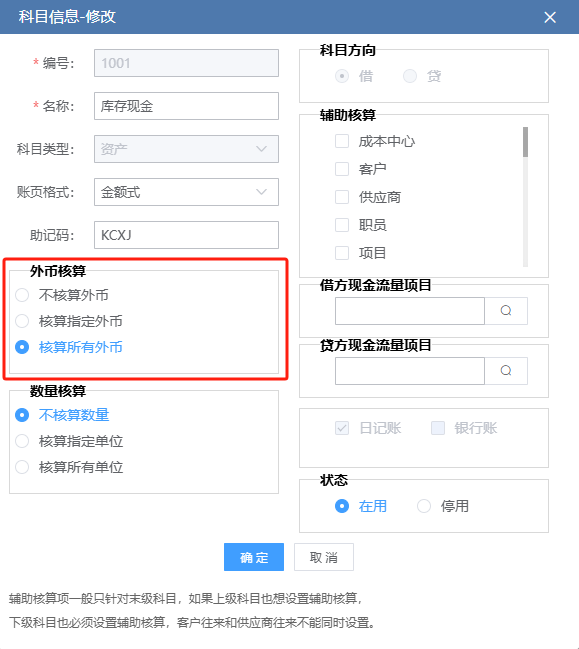 科目信息-修改
* 编号:
1001
* 名称:
库存现金
科目类型:
资产
账页格式:
金额式
助记码:
KCXJ
外币核算
不核算外币
核算指定外币
核算所有外币
数量核算
不核算数量
核算指定单位
核算所有单位
科目方向
借 贷
辅助核算
成本中心
客户
供应商
职员
项目
借方现金流量项目
贷方现金流量项目
日记账 银行账
状态
在用 停用
确 定 取 消
辅助核算项一般只针对末级科目，如果上级科目也想设置辅助核算，
下级科目也必须设置辅助核算，客户往来和供应商往来不能同时设置。